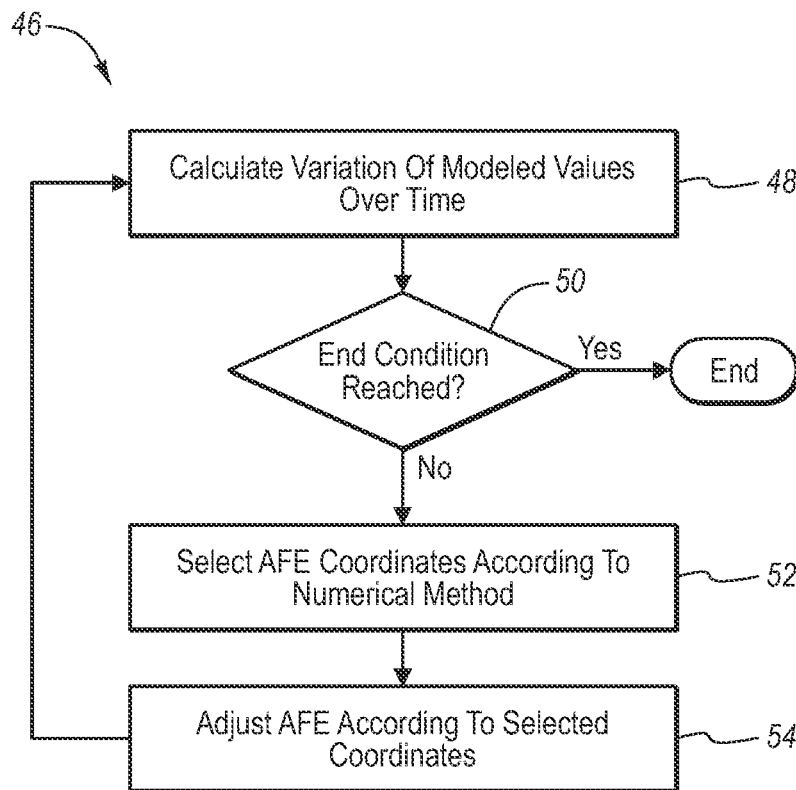 46
Calculate Variation Of Modeled Values
Over Time
48
50
End Condition
Reached?
Yes
End
No
Select AFE Coordinates According To
Numerical Method
52
Adjust AFE According To Selected
Coordinates
54